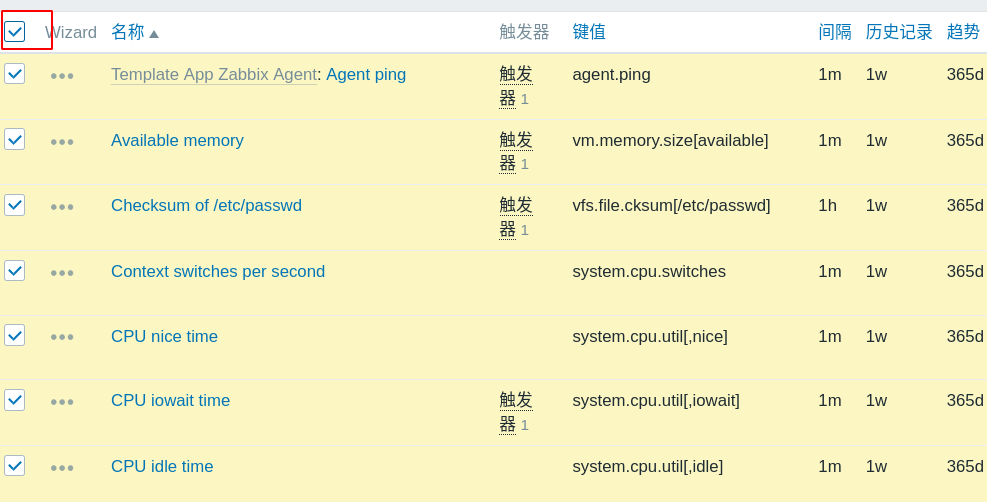 Wizard 名称 触发器 键值 间隔 历史记录 趋势
Template App Zabbix Agent: Agent ping 触发器 1 agent.ping 1m 1w 365d
Available memory 触发器 1 vm.memory.size[available] 1m 1w 365d
Checksum of /etc/passwd 触发器 1 vfs.file.cksum[/etc/passwd] 1h 1w 365d
Context switches per second system.cpu.switches 1m 1w 365d
CPU nice time system.cpu.util[,nice] 1m 1w 365d
CPU iowait time 触发器 1 system.cpu.util[,iowait] 1m 1w 365d
CPU idle time system.cpu.util[,idle] 1m 1w 365d